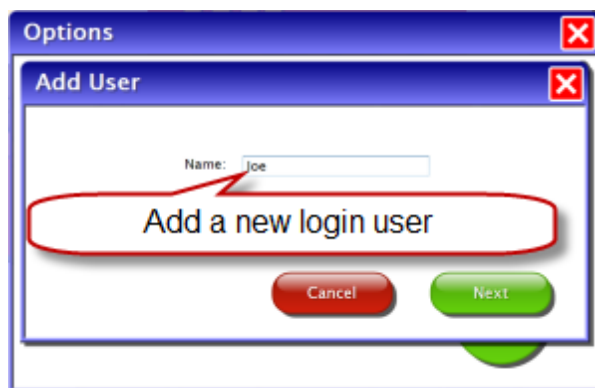 Options
Add User
Name: Joe
Add a new login user
Cancel Next